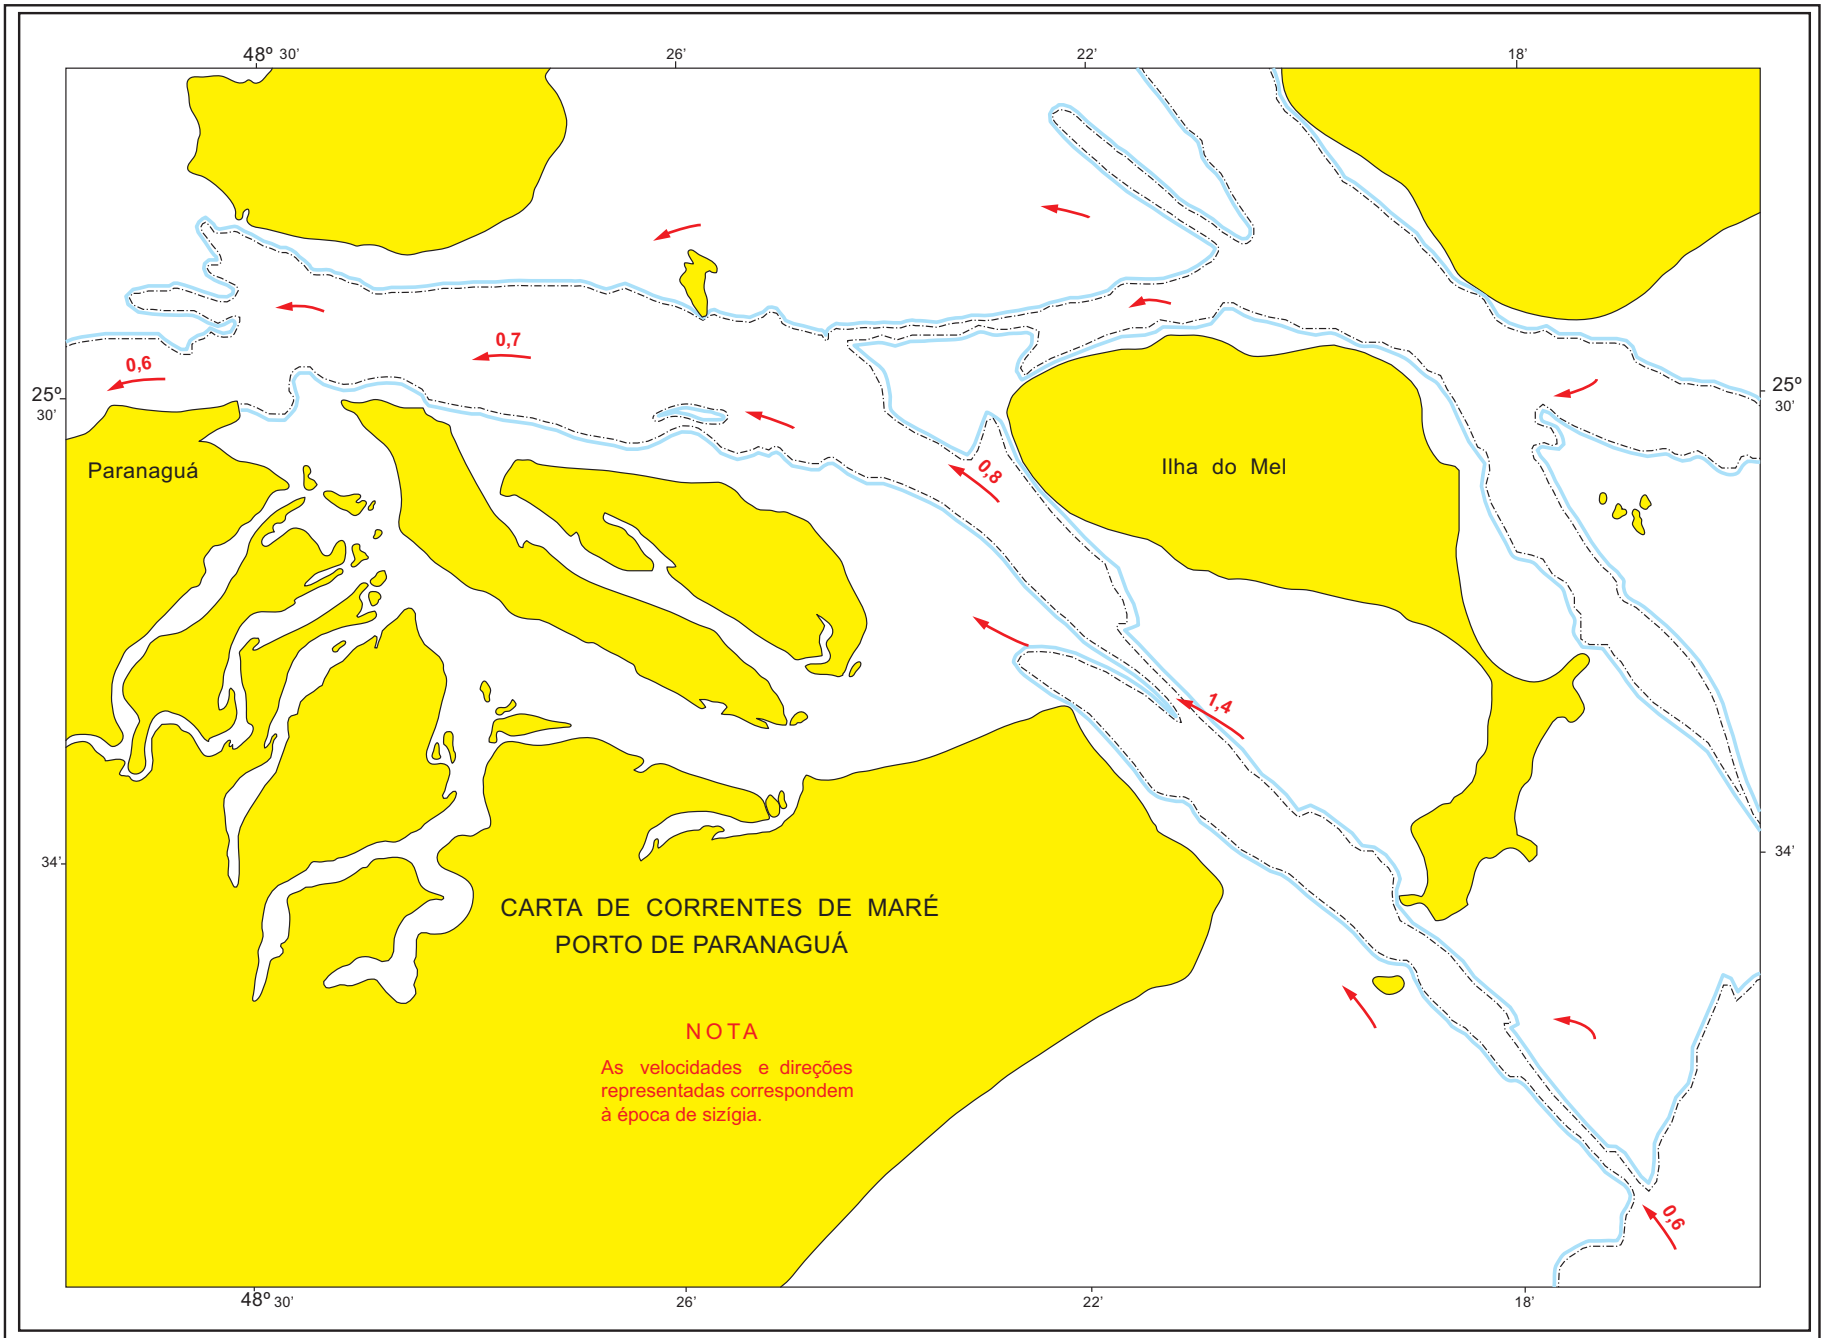 48º 30’
26’
22’
18’
0,7
0,6
25º
30’
25º
30’
Paranaguá
Ilha do Mel
0,8
1,4
34’
34’
CARTA DE CORRENTES DE MARÉ
PORTO DE PARANAGUÁ
NOTA
As velocidades e direções
representadas correspondem
à época de sizígia.
0,6
48º 30’
26’
22’
18’